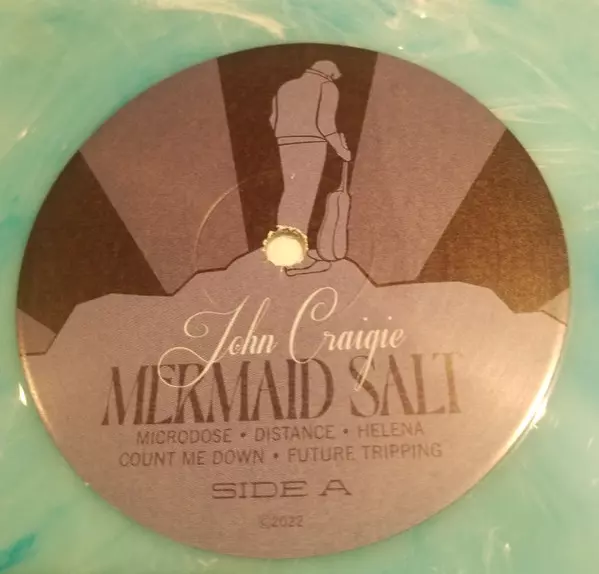 John Craigie
MERMAID SALT
MICRODOSE • DISTANCE • HELENA
COUNT ME DOWN • FUTURE TRIPPING
SIDE A
©2022